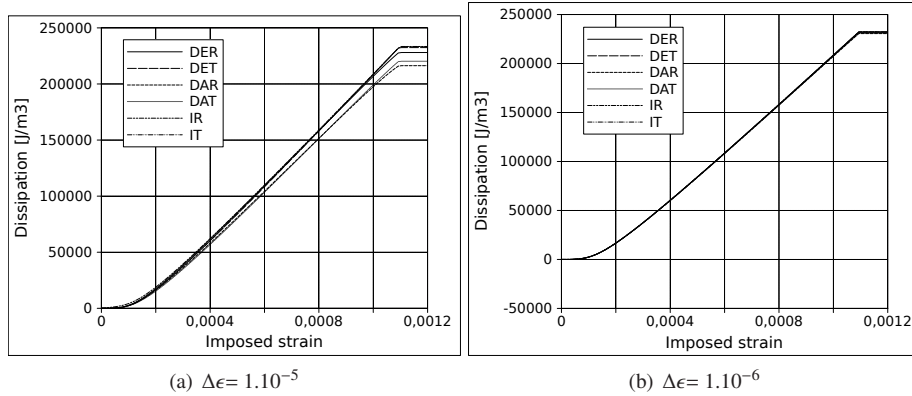 250000
200000
150000
100000
50000
0
Dissipation [J/m3]
DER
DET
DAR
DAT
IR
IT
0 0,0004 0,0008 0,0012
Imposed strain
(a) Δϵ= 1.10−5
250000
200000
150000
100000
50000
0
-50000
Dissipation [J/m3]
DER
DET
DAR
DAT
IR
IT
0 0,0004 0,0008 0,0012
Imposed strain
(b) Δϵ= 1.10−6